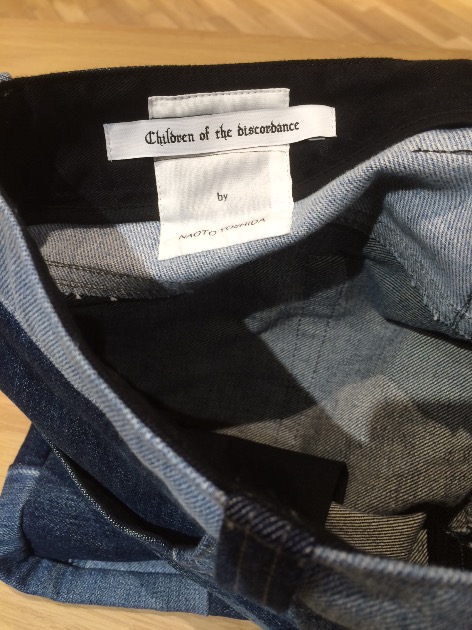 Children of the discordance
by
NAOTO YOSHIDA